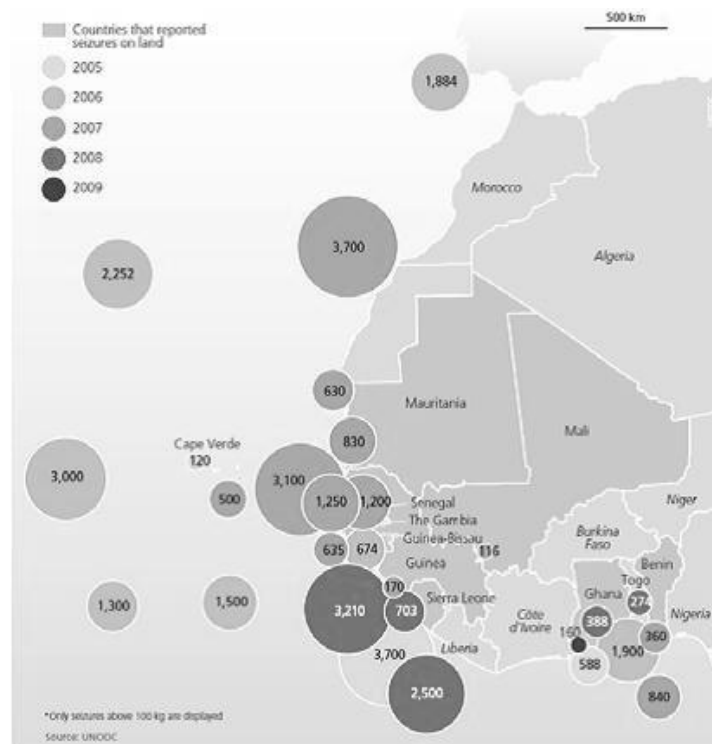 500 km
Countries that reported
seizures on land
2005
2006
2007
2008
2009
1,884
Morocco
3,700
2,252
Algeria
630
Mauritania
830
Mali
Cape Verde
120
3,000
3,100
500
1,250
1,200
Senegal
Niger
The Gambia
Guinea-Bissau
635
674
116
Burkina
Faso
Guinea
Benin
170
Togo
1,300
1,500
3,210
703
Sierra Leone
Ghana
274
Côte
d'Ivoire
388
Nigeria
160
360
3,700
Liberia
588
1,900
2,500
840
*Only seizures above 100 kg are displayed
Source: UNODC